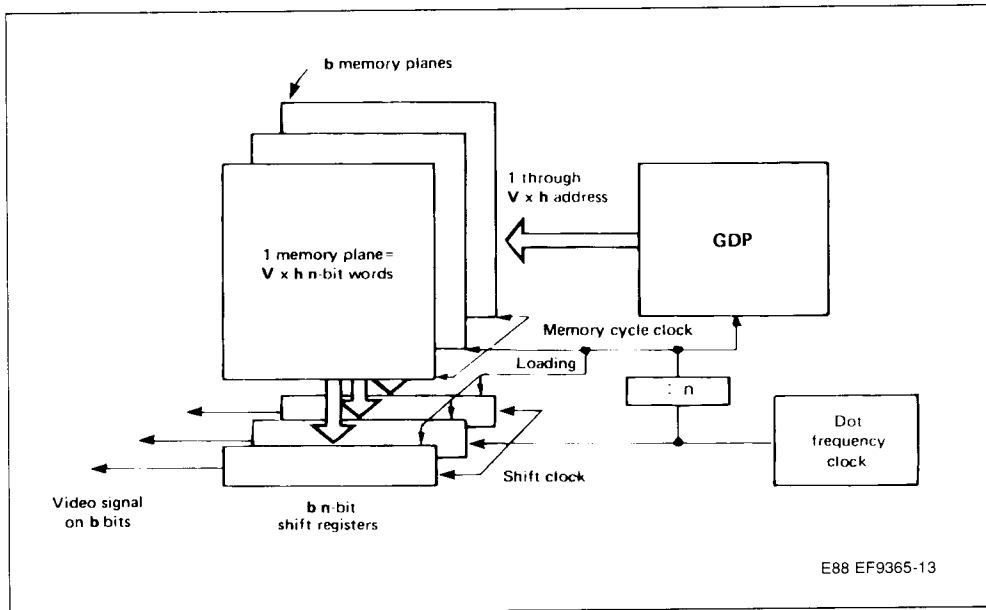 b memory planes
1 through
V x h address
GDP
1 memory plane=
V x h n-bit words
Memory cycle clock
Loading
: n
Dot
frequency
clock
Shift clock
Video signal
on b bits
b n-bit
shift registers
E88 EF9365-13